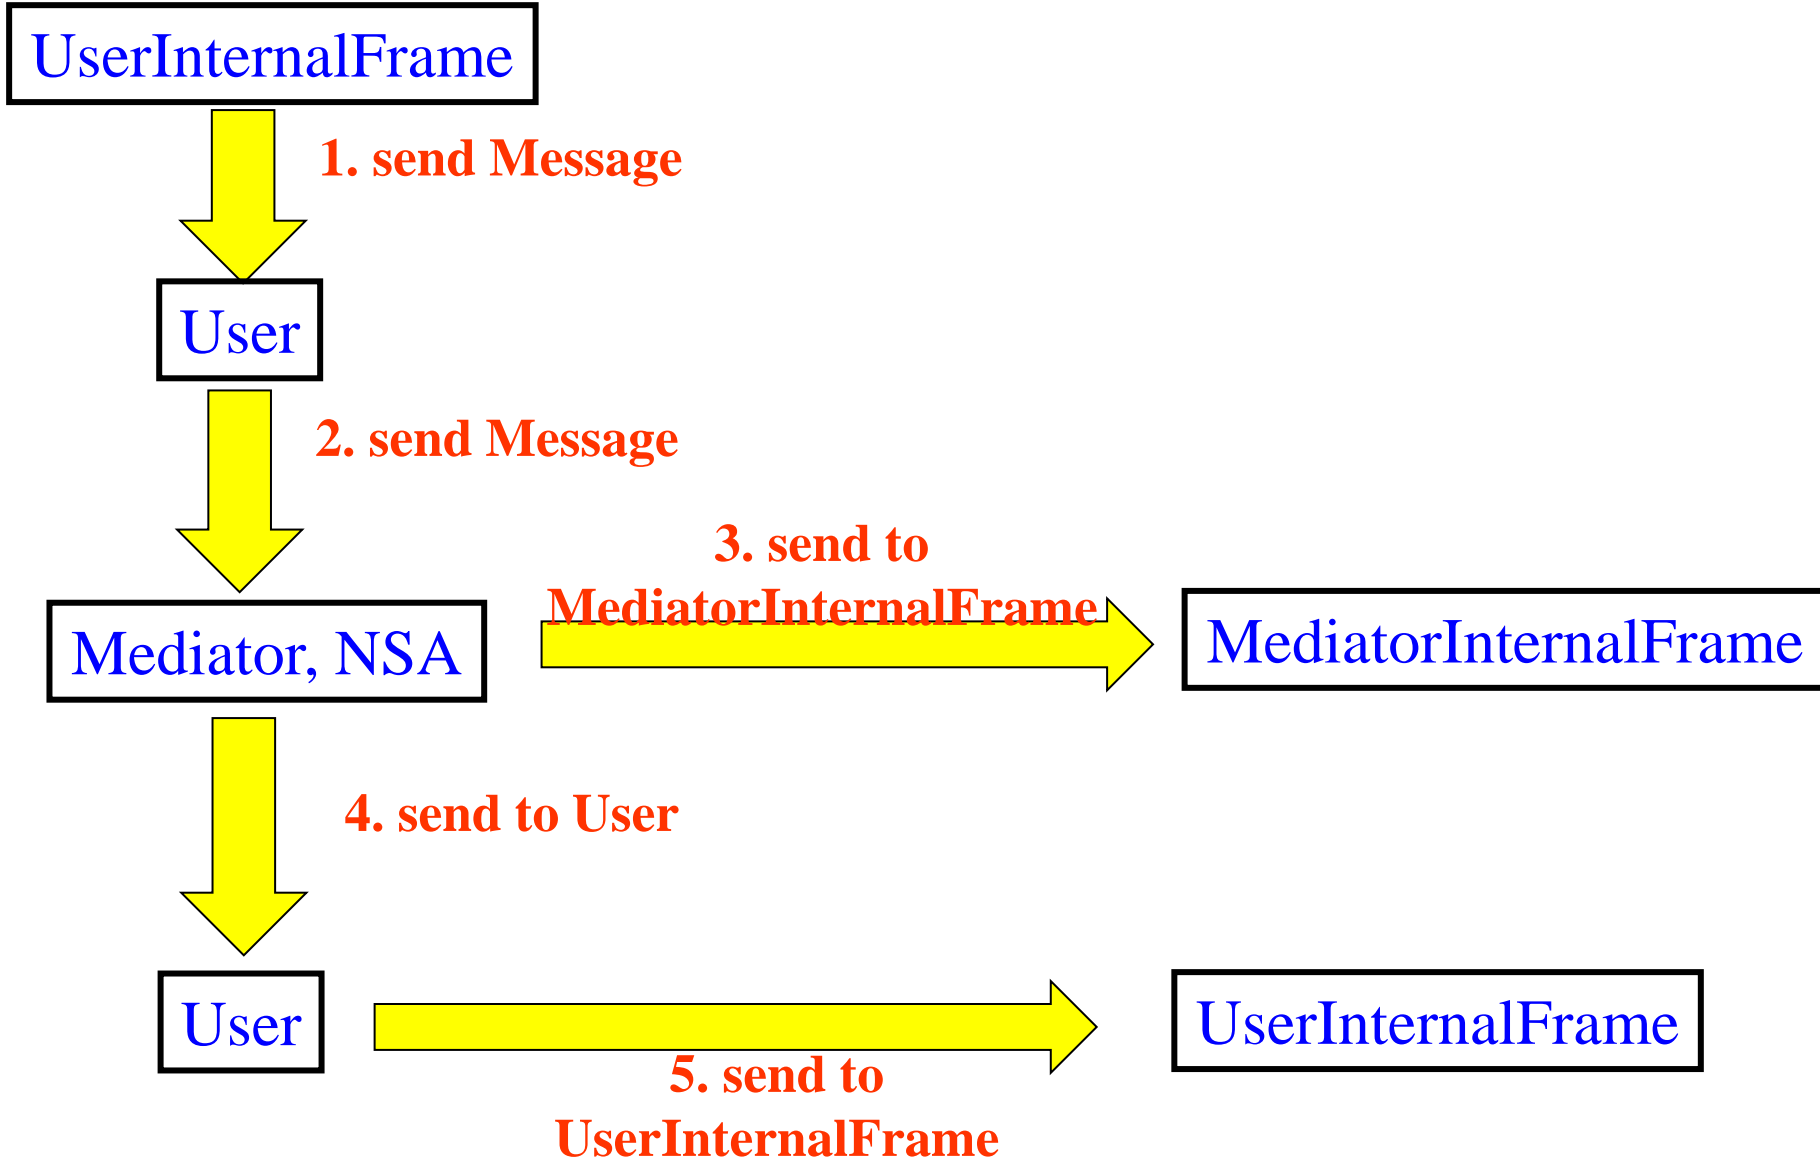 UserInternalFrame
1. send Message
User
2. send Message
3. send to
MediatorInternalFrame
Mediator, NSA
MediatorInternalFrame
4. send to User
User
UserInternalFrame
5. send to
UserInternalFrame